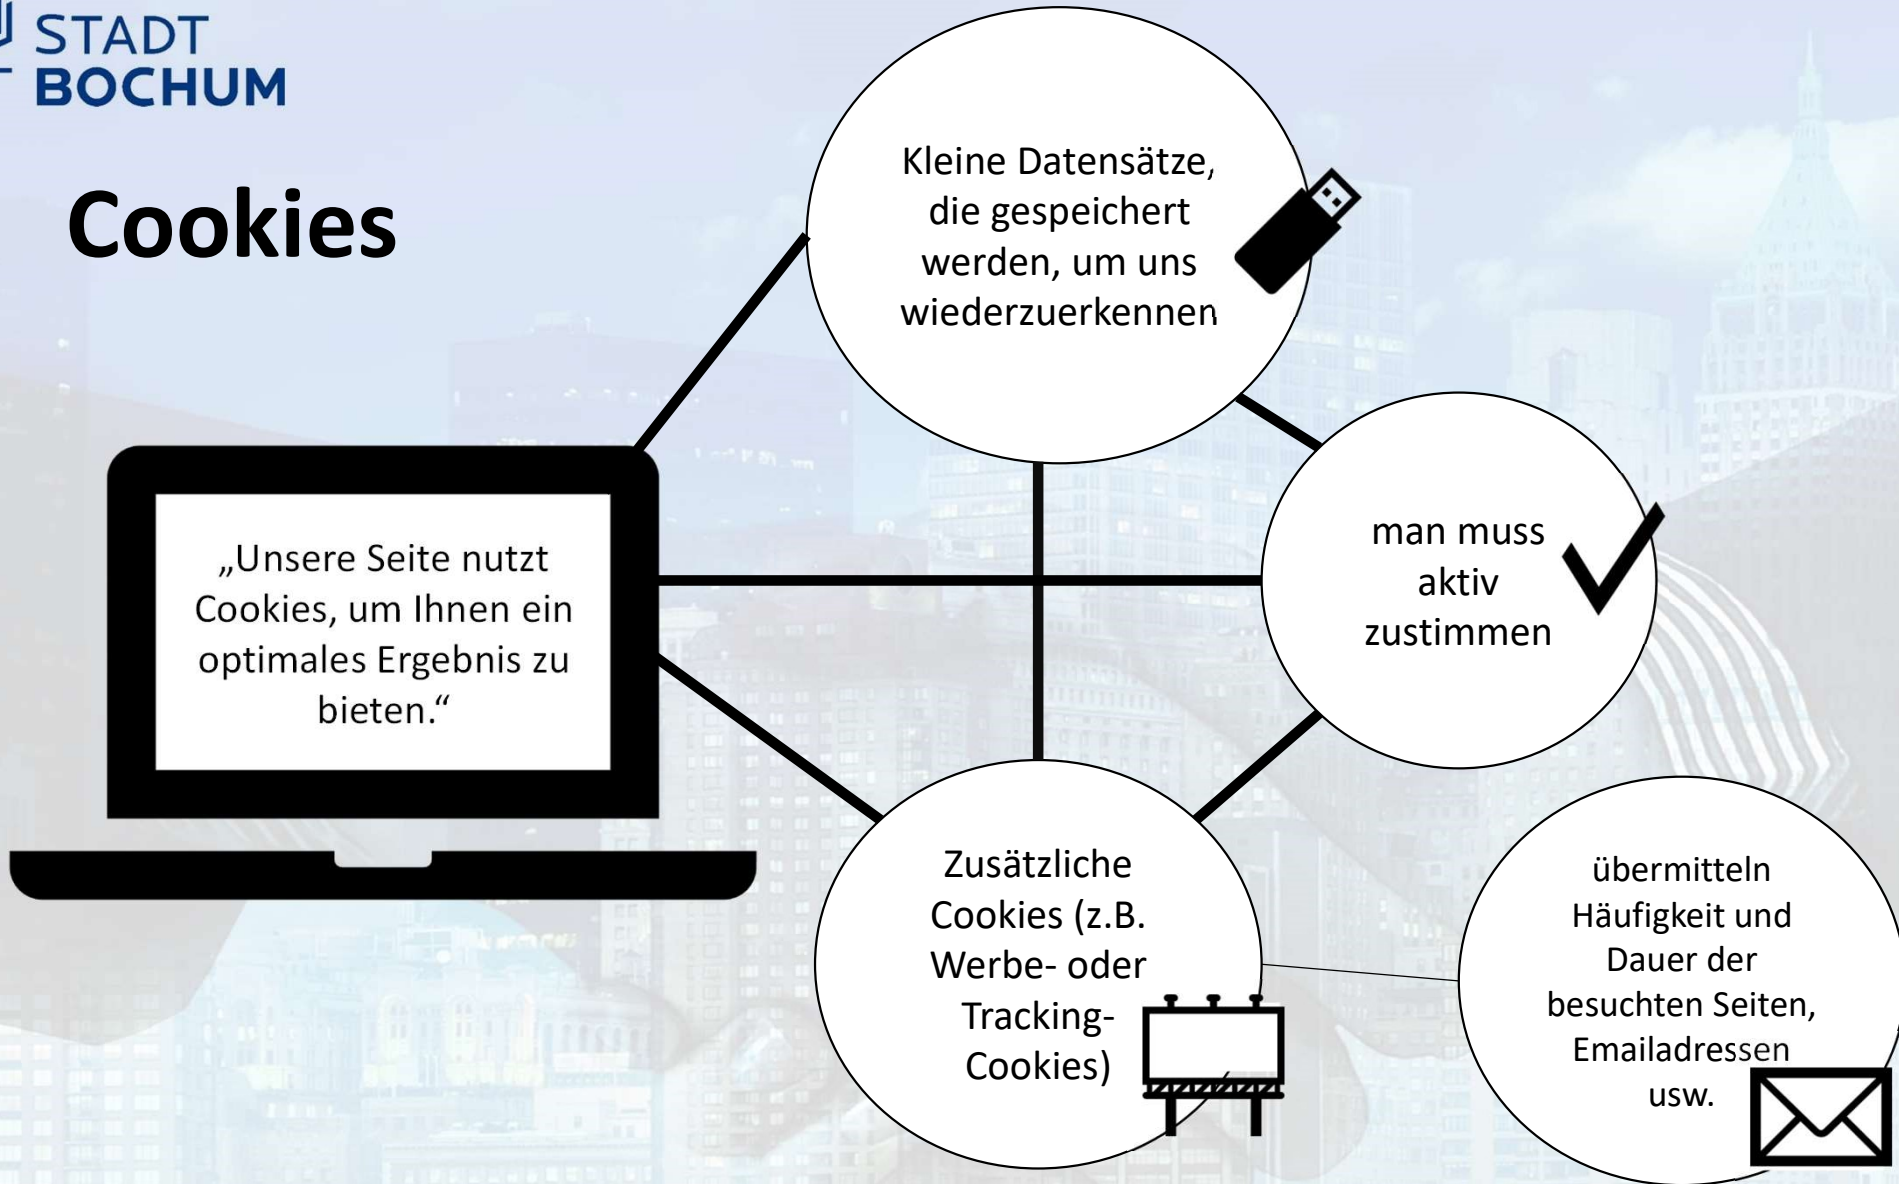 STADT
BOCHUM
Cookies
Kleine Datensätze,
die gespeichert
werden, um uns
wiederzuerkennen
man muss
aktiv
zustimmen
„Unsere Seite nutzt
Cookies, um Ihnen ein
optimales Ergebnis zu
bieten.“
Zusätzliche
Cookies (z.B.
Werbe- oder
Tracking-
Cookies)
übermitteln
Häufigkeit und
Dauer der
besuchten Seiten,
Emailadressen
usw.